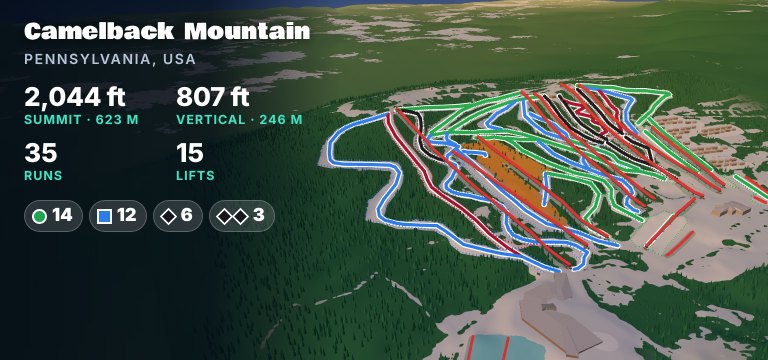 Camelback Mountain
PENNSYLVANIA, USA
2,044 ft 807 ft
SUMMIT · 623 M VERTICAL · 246 M
35 15
RUNS LIFTS
14 12 6 3